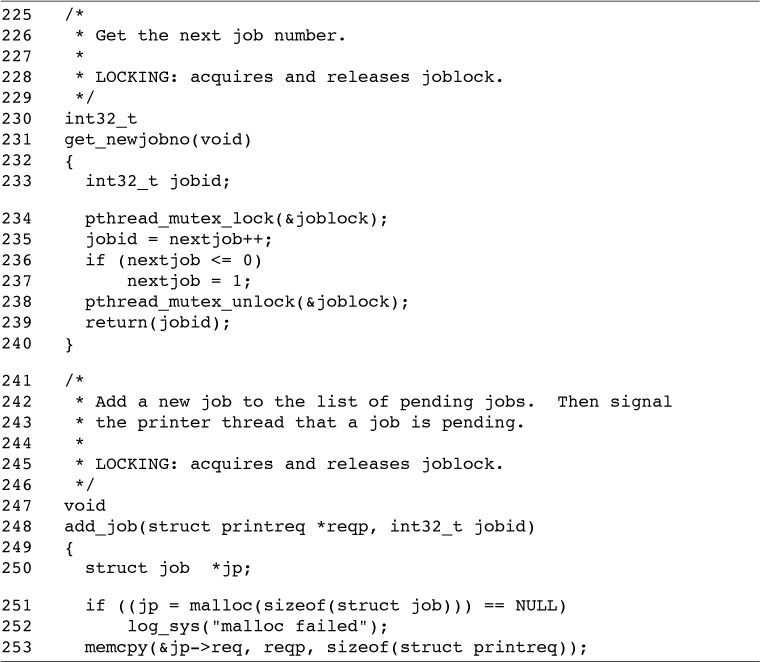 225   /*
226    * Get the next job number.
227    *
228    * LOCKING: acquires and releases joblock.
229    */
230   int32_t
231   get_newjobno(void)
232   {
233     int32_t jobid;
234     pthread_mutex_lock(&joblock);
235     jobid = nextjob++;
236     if (nextjob <= 0)
237         nextjob = 1;
238     pthread_mutex_unlock(&joblock);
239     return(jobid);
240   }
241   /*
242    * Add a new job to the list of pending jobs.  Then signal
243    * the printer thread that a job is pending.
244    *
245    * LOCKING: acquires and releases joblock.
246    */
247   void
248   add_job(struct printreq *reqp, int32_t jobid)
249   {
250     struct job  *jp;
251     if ((jp = malloc(sizeof(struct job))) == NULL)
252         log_sys("malloc failed");
253     memcpy(&jp->req, reqp, sizeof(struct printreq));